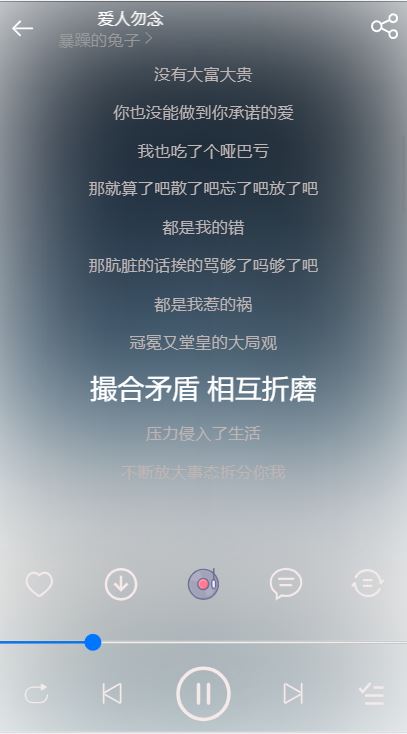 爱人勿念
暴躁的兔子
没有大富大贵
你也没能做到你承诺的爱
我也吃了个哑巴亏
那就算了吧散了吧忘了吧放了吧
都是我的错
那肮脏的话挨的骂够了吗够了吧
都是我惹的祸
冠冕又堂皇的大局观
撮合矛盾 相互折磨
压力侵入了生活
不断放大事态拆分你我